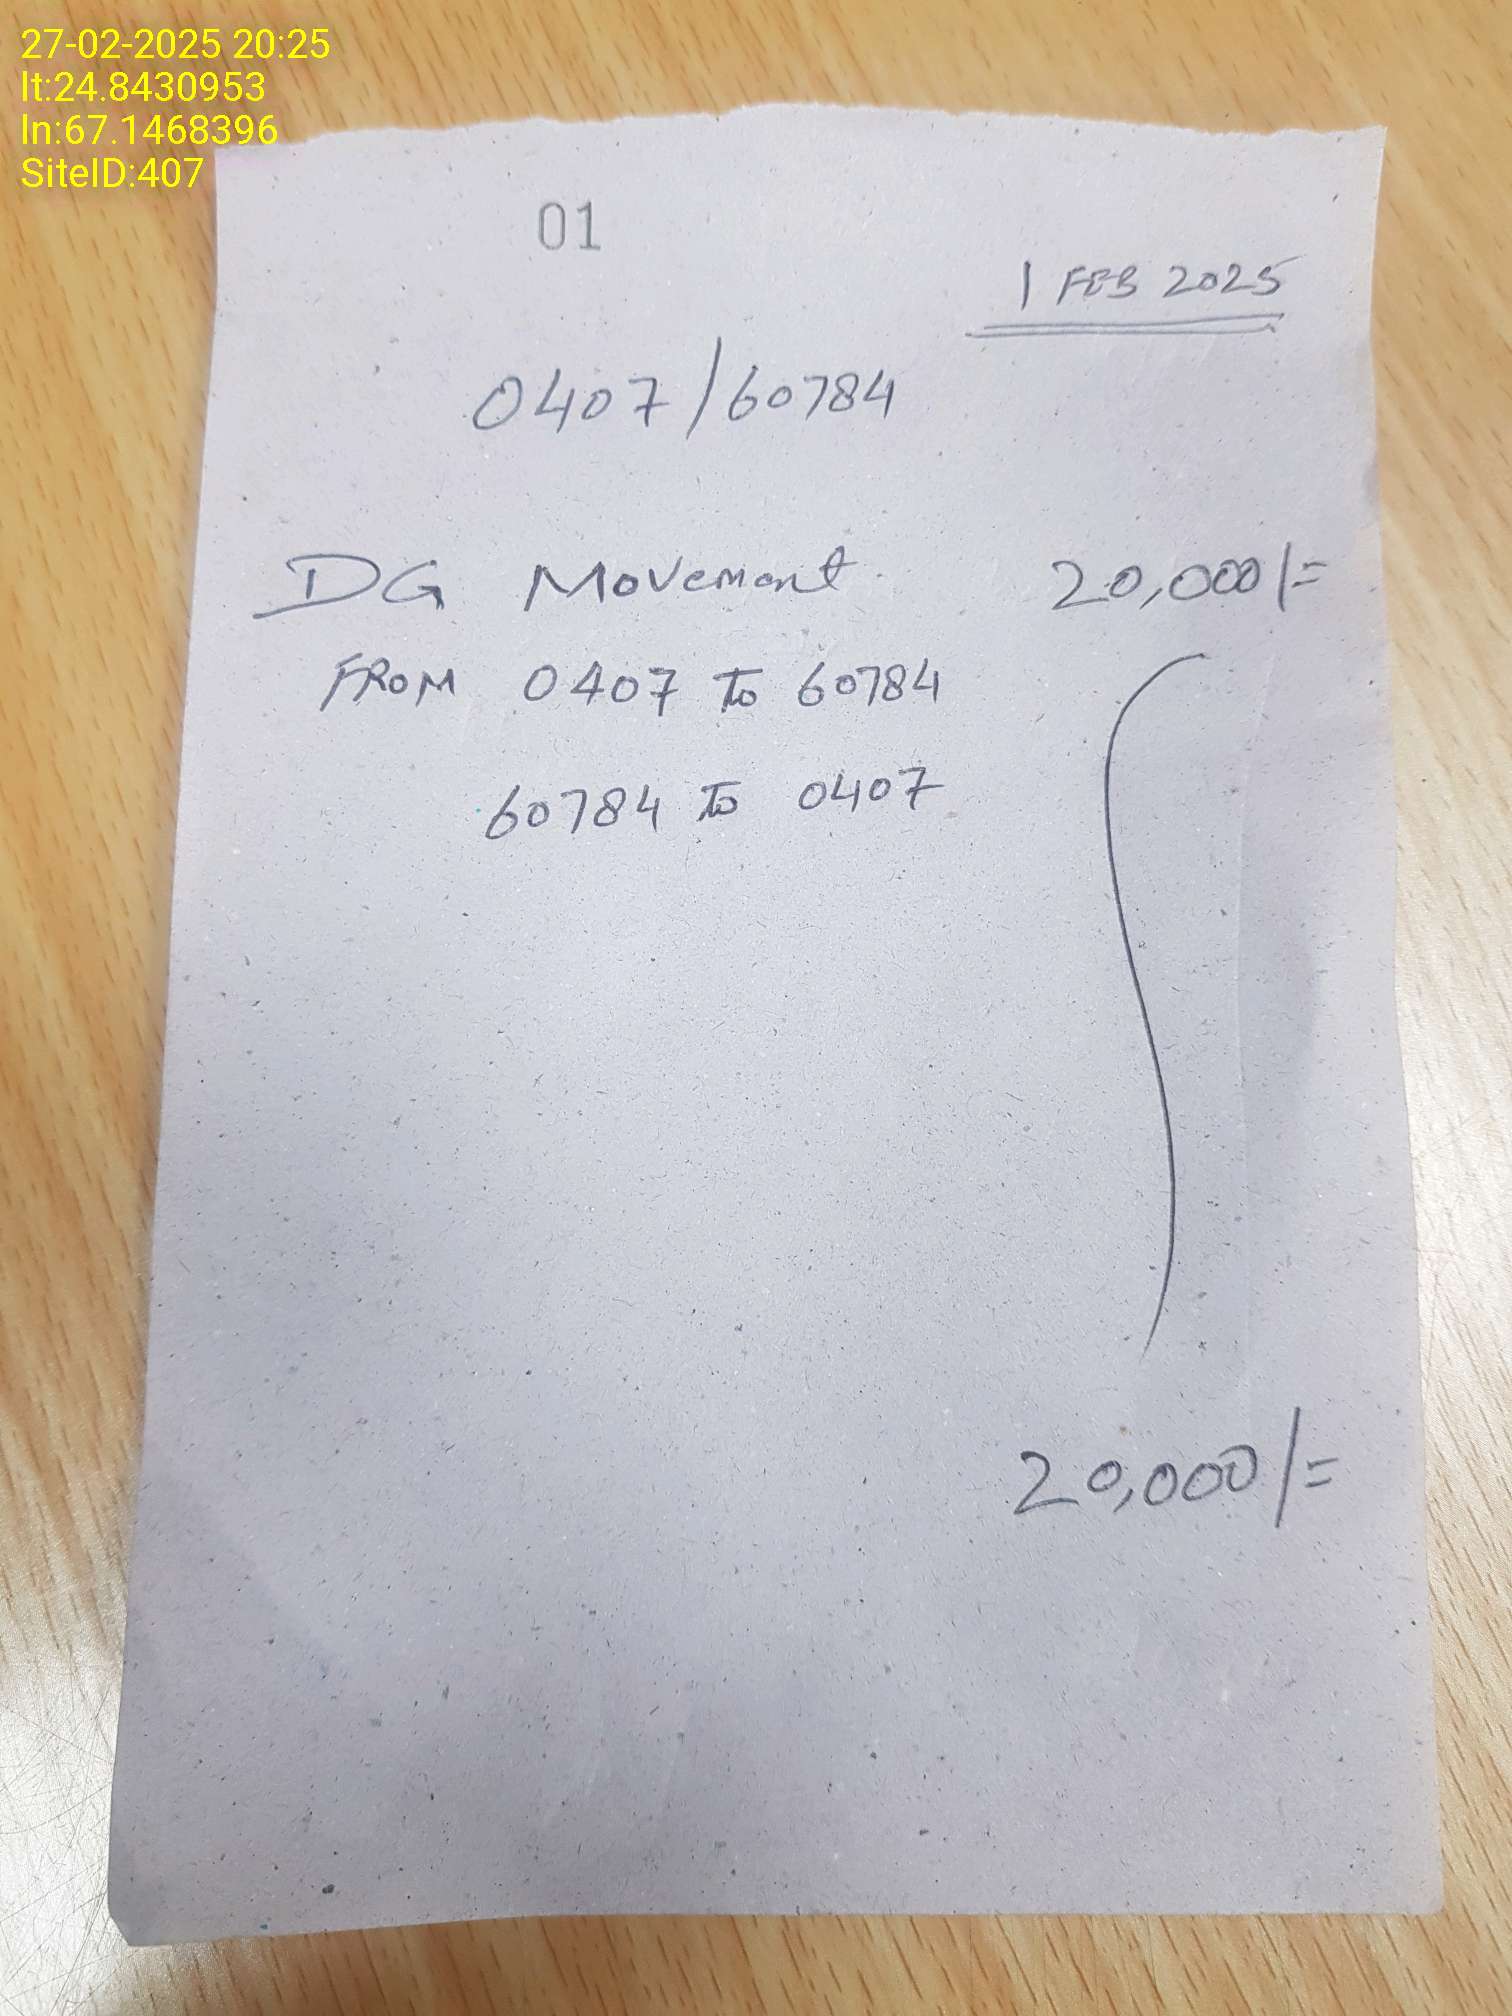 27-02-2025 20:25
lt:24.8430953
ln:67.1468396
SiteID:407
01
1 FEB 2025
0407/60784
DG Movement 20,000/=
FROM 0407 To 60784
60784 To 0407
20,000/=